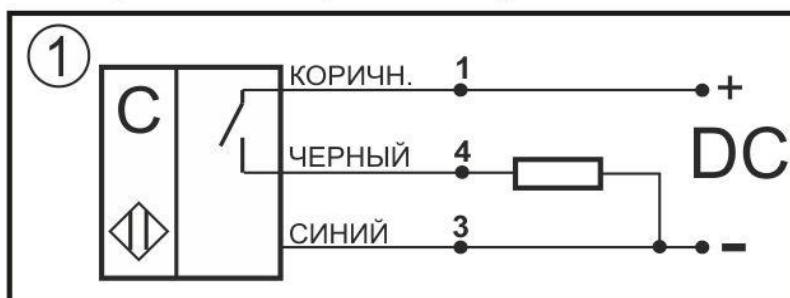 1
КОРИЧН. 1 +
C
ЧЕРНЫЙ 4 DC
СИНИЙ 3 -